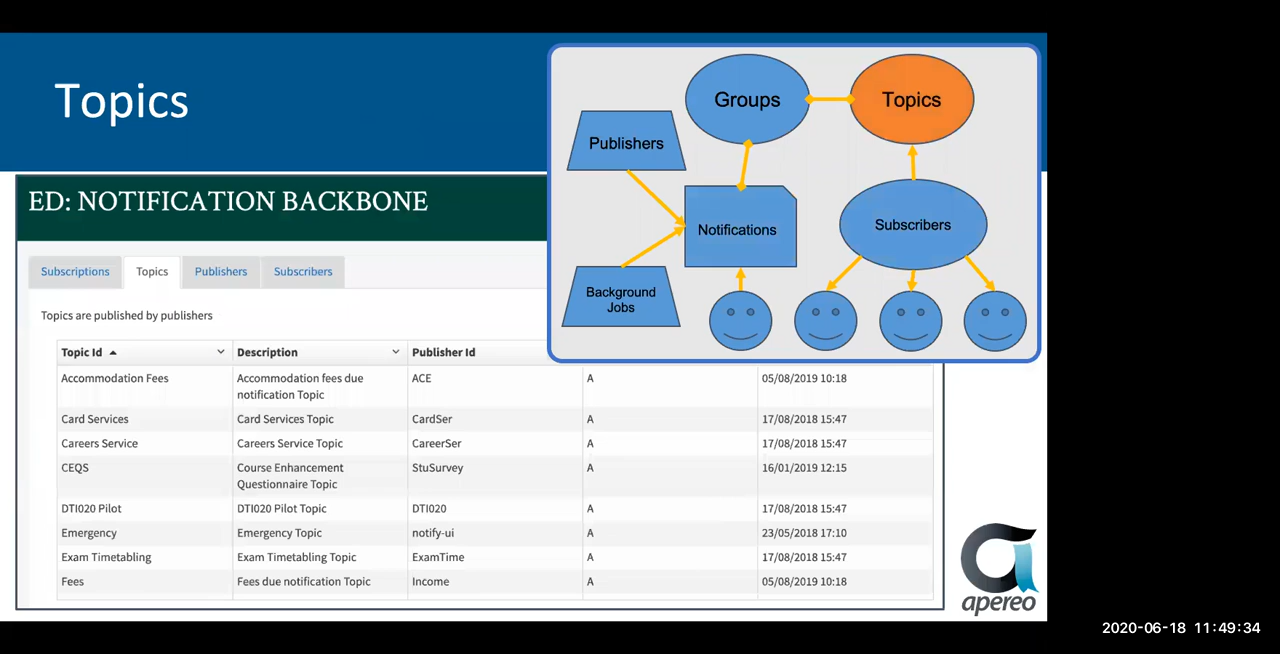 Topics
Groups
Topics
Publishers
Notifications
Subscribers
Background
Jobs
ED: NOTIFICATION BACKBONE
Subscriptions Topics Publishers Subscribers
Topics are published by publishers
Topic Id Description Publisher Id
Accommodation Fees Accommodation fees due ACE A 05/08/2019 10:18
notification Topic
Card Services Card Services Topic CardSer A 17/08/2018 15:47
Careers Service Careers Service Topic CareerSer A 17/08/2018 15:47
CEQS Course Enhancement StuSurvey A 16/01/2019 12:15
Questionnaire Topic
DTI020 Pilot DTI020 Pilot Topic DTI020 A 17/08/2018 15:47
Emergency Emergency Topic notify-ui A 23/05/2018 17:10
Exam Timetabling Exam Timetabling Topic ExamTime A 17/08/2018 15:47
Fees Fees due notification Topic Income A 05/08/2019 10:18
apereo
2020-06-18 11:49:34